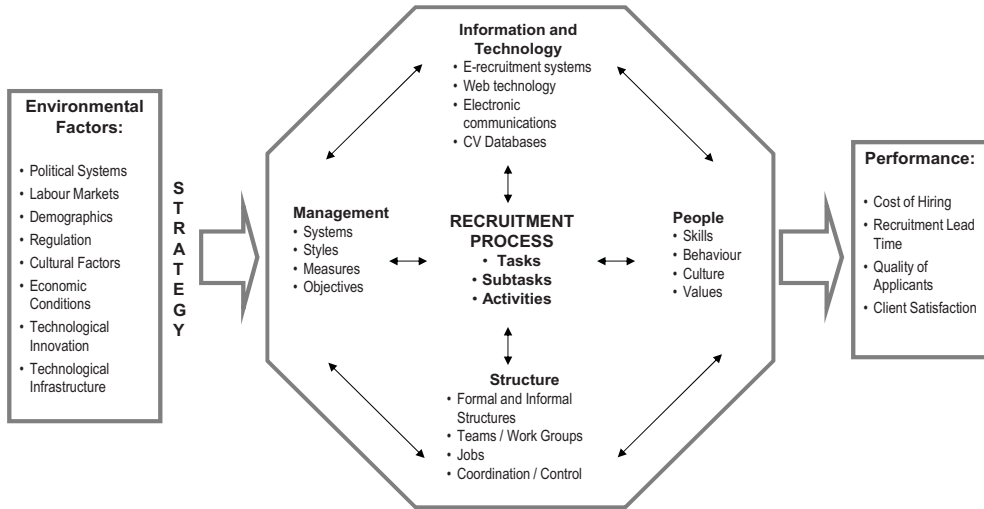 Environmental
Factors:
• Political Systems
• Labour Markets
• Demographics
• Regulation
• Cultural Factors
• Economic
Conditions
• Technological
Innovation
• Technological
Infrastructure
S
T
R
A
T
E
G
Y
Information and
Technology
• E-recruitment systems
• Web technology
• Electronic
communications
• CV Databases
Management
• Systems
• Styles
• Measures
• Objectives
RECRUITMENT
PROCESS
• Tasks
• Subtasks
• Activities
People
• Skills
• Behaviour
• Culture
• Values
Structure
• Formal and Informal
Structures
• Teams / Work Groups
• Jobs
• Coordination / Control
Performance:
• Cost of Hiring
• Recruitment Lead
Time
• Quality of
Applicants
• Client Satisfaction